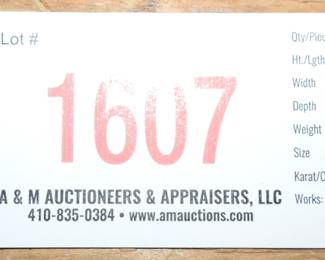 Lot #
1607
A & M AUCTIONEERS & APPRAISERS, LLC
410-835-0384 • www.amauctions.com
Qty/Piec
Ht./Lgth
Width
Depth
Weight
Size
Karat/C
Works: